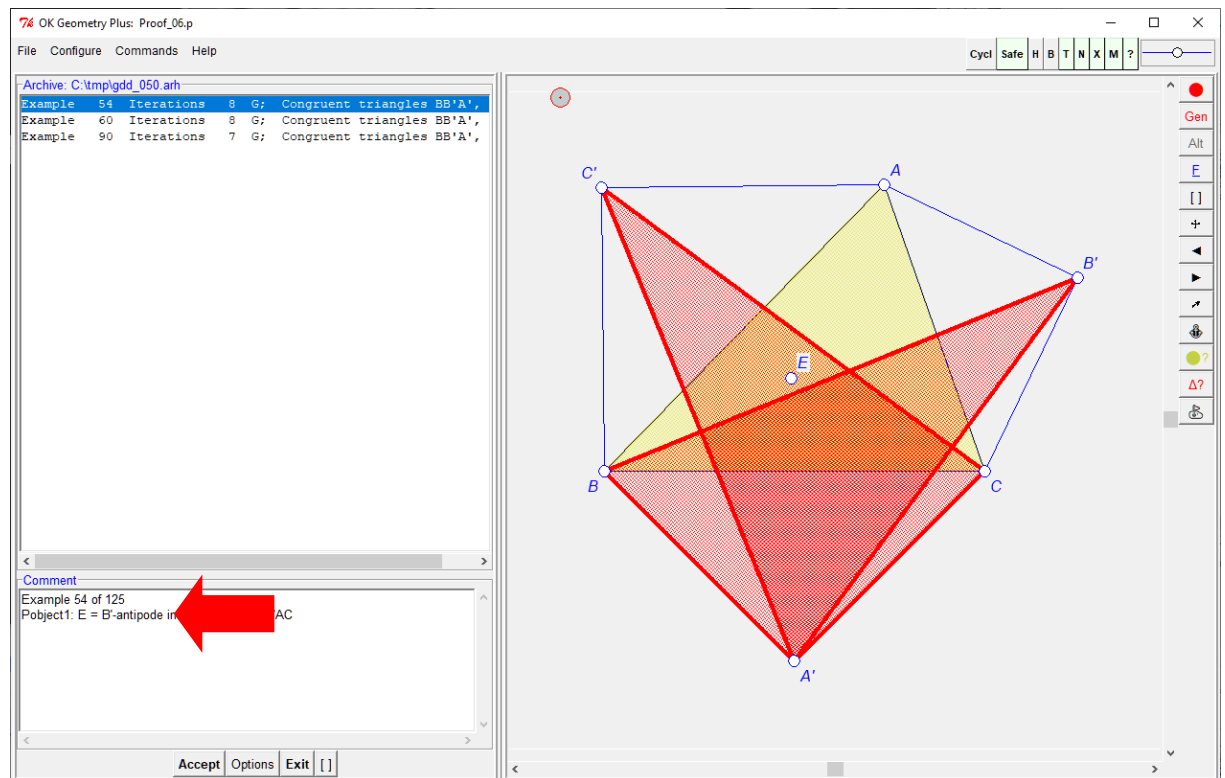 OK Geometry Plus: Proof_06.p
File Configure Commands Help
Cycl Safe H B T N X M ?
Archive: C:\tmp\gdd_050.arh
Example 54 Iterations 8 G; Congruent triangles BB'A',
Example 60 Iterations 8 G; Congruent triangles BB'A',
Example 90 Iterations 7 G; Congruent triangles BB'A',
Gen
Alt
E
[ ]
Δ?
C'
A
B'
E
B
C
A'
Comment
Example 54 of 125
Pobject1: E = B'-antipode in 'AC
Accept Options Exit [ ]